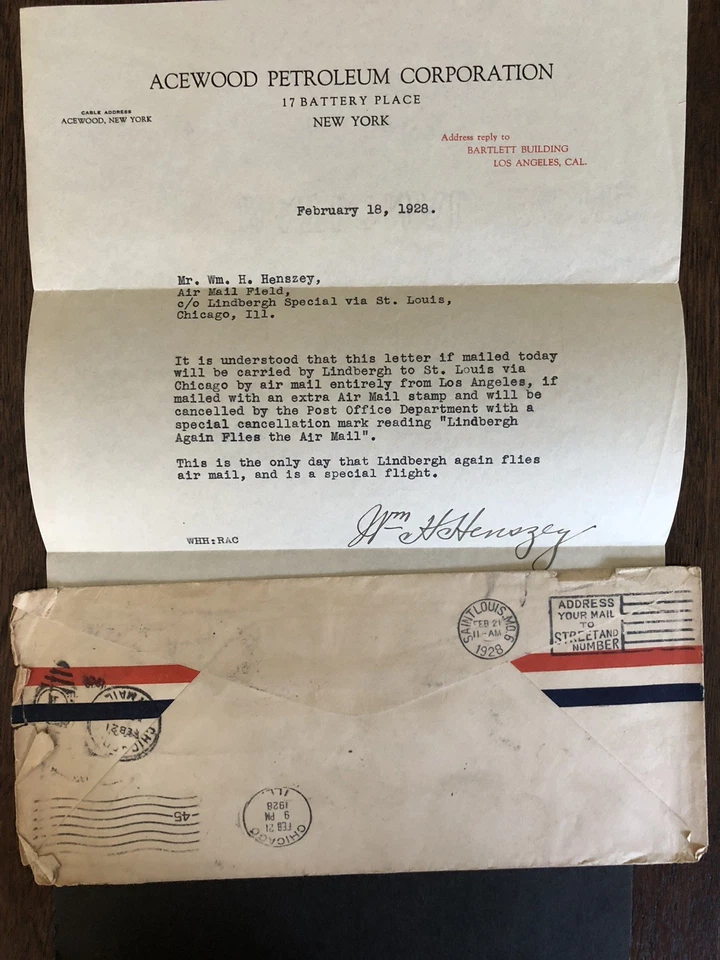 ACEWOOD PETROLEUM CORPORATION
17 BATTERY PLACE
NEW YORK
CABLE ADDRESS
ACEWOOD, NEW YORK
Address reply to
BARTLETT BUILDING
LOS ANGELES, CAL.
February 18, 1928.
Mr. Wm. H. Henszey,
Air Mail Field,
c/o Lindbergh Special via St. Louis,
Chicago, Ill.
It is understood that this letter if mailed today
will be carried by Lindbergh to St. Louis via
Chicago by air mail entirely from Los Angeles, if
mailed with an extra Air Mail stamp and will be
cancelled by the Post Office Department with a
special cancellation mark reading "Lindbergh
Again Flies the Air Mail".
This is the only day that Lindbergh again flies
air mail, and is a special flight.
Wm H Henszey
WHH:RAC
SAINT LOUIS, MO. 6
FEB 21
11-AM
1928
ADDRESS
YOUR MAIL
TO
STREET AND
NUMBER
MAIL
FEB 21
CHICAGO
45
CHICAGO
FEB 21
9 PM
1928
ILL.